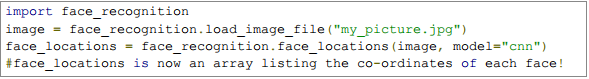 import face_recognition
image = face_recognition.load_image_file("my_picture.jpg")
face_locations = face_recognition.face_locations(image, model="cnn")
#face_locations is now an array listing the co-ordinates of each face!